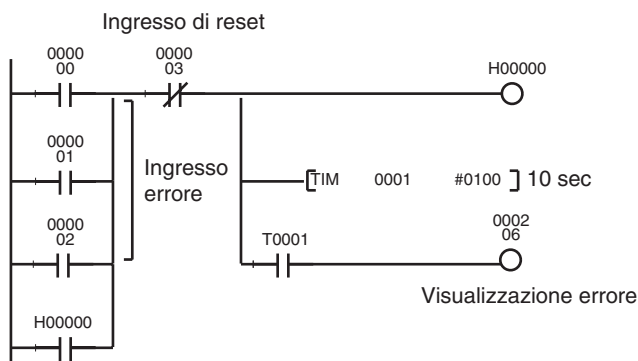 Ingresso di reset
0000
00
0000
03
H00000
0000
01
Ingresso
errore
[TIM 0001 #0100] 10 sec
0000
02
T0001
0002
06
Visualizzazione errore
H00000